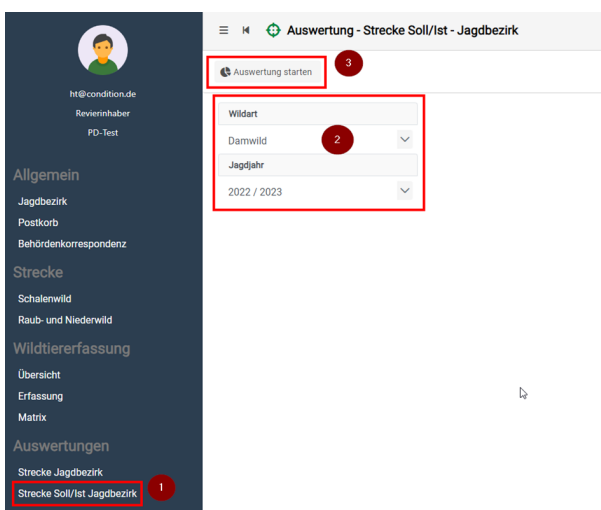 ht@condition.de
Revierinhaber
PD-Test
Allgemein
Jagdbezirk
Postkorb
Behördenkorrespondenz
Strecke
Schalenwild
Raub- und Niederwild
Wildtiererfassung
Übersicht
Erfassung
Matrix
Auswertungen
Strecke Jagdbezirk
Strecke Soll/Ist Jagdbezirk
1
Auswertung - Strecke Soll/Ist - Jagdbezirk
Auswertung starten
3
Wildart
Damwild
2
Jagdjahr
2022 / 2023